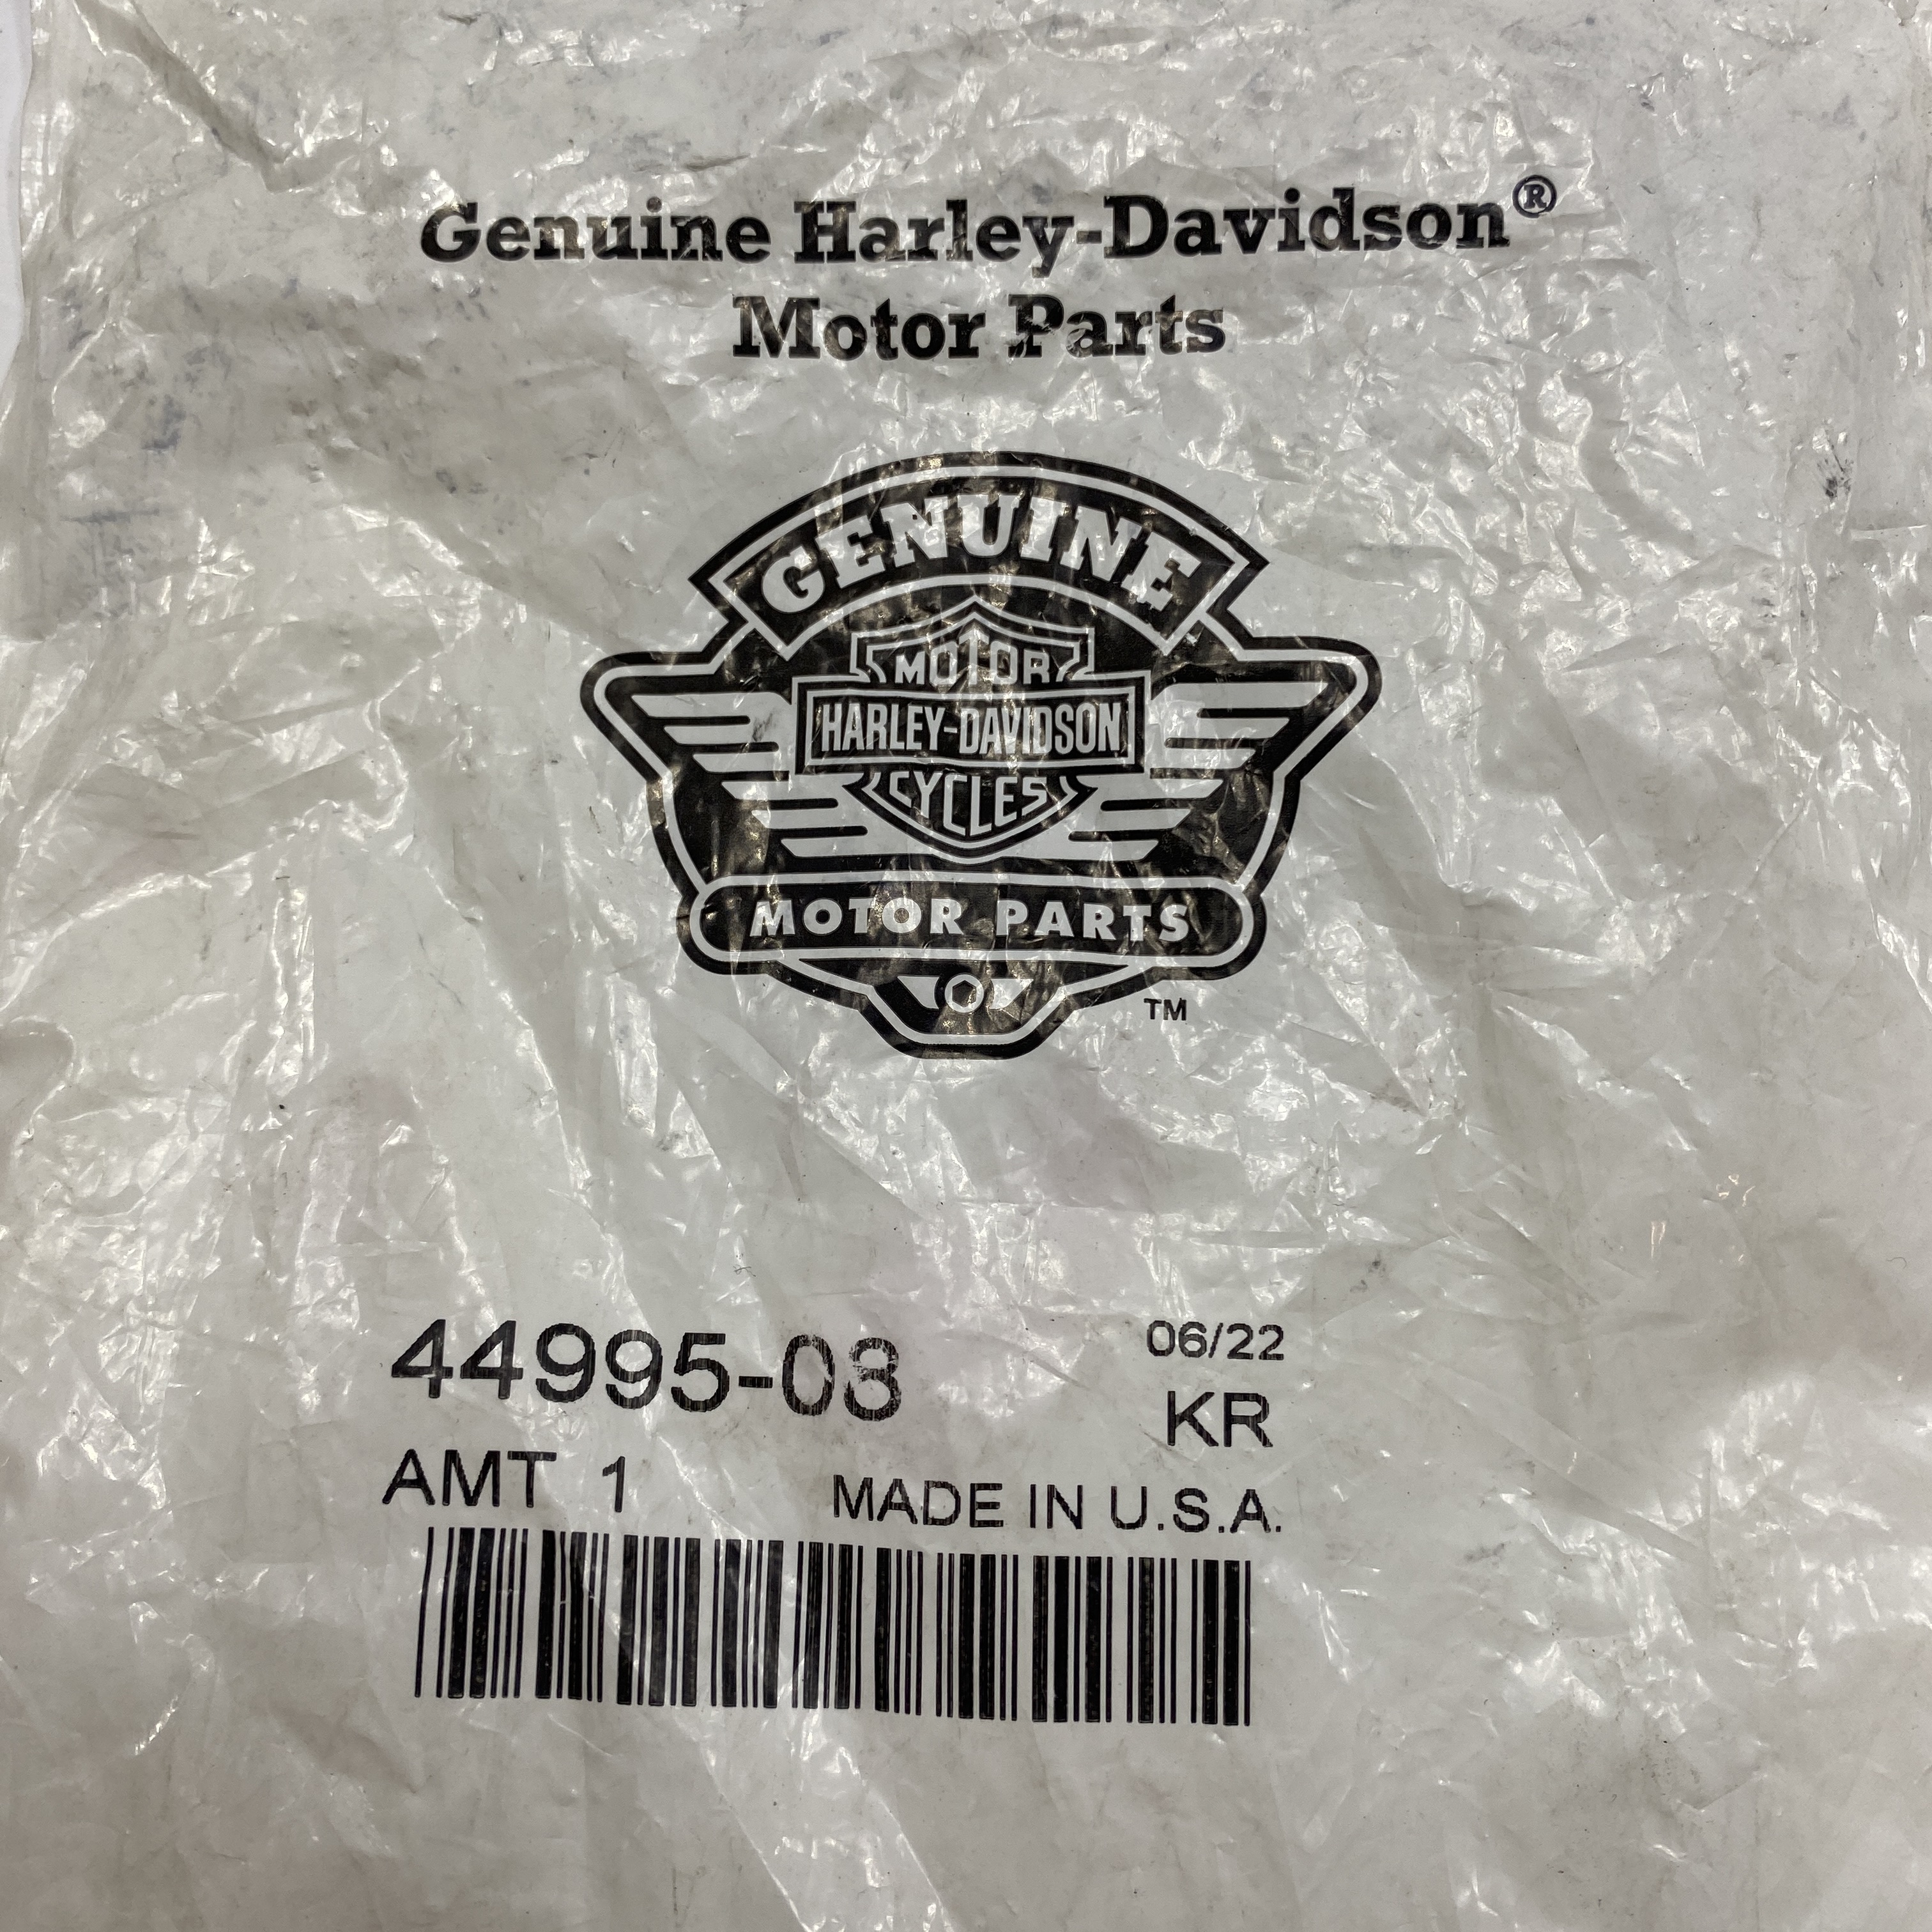 Genuine Harley-Davidson®
Motor Parts
GENUINE
MOTOR
HARLEY-DAVIDSON
CYCLES
MOTOR PARTS
TM
44995-08
06/22
KR
AMT 1
MADE IN U.S.A.